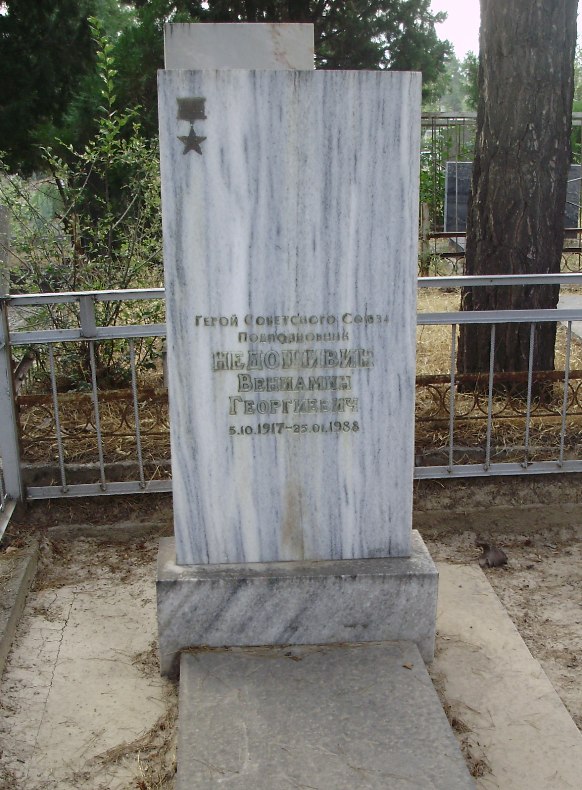 Герой Советского Союза
Подполковник
НЕДОШИВИН
Вениамин
Георгиевич
5.10.1917-25.01.1988